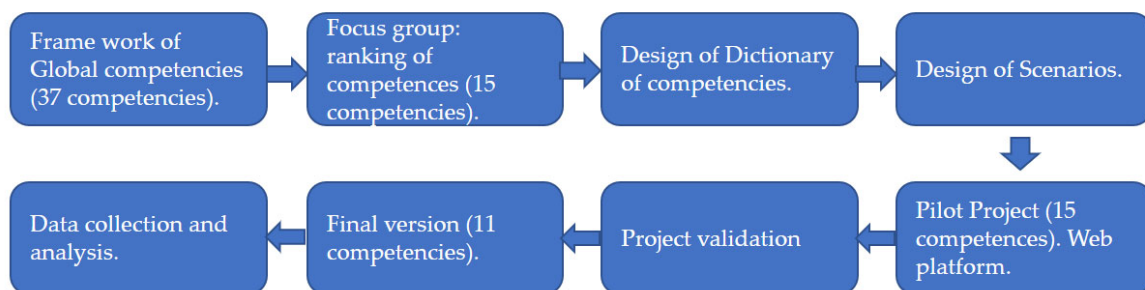 Frame work of
Global competencies
(37 competencies).
Focus group:
ranking of
competences (15
competencies).
Design of Dictionary
of competencies.
Design of Scenarios.
Pilot Project (15
competences). Web
platform.
Project validation
Final version (11
competencies).
Data collection and
analysis.